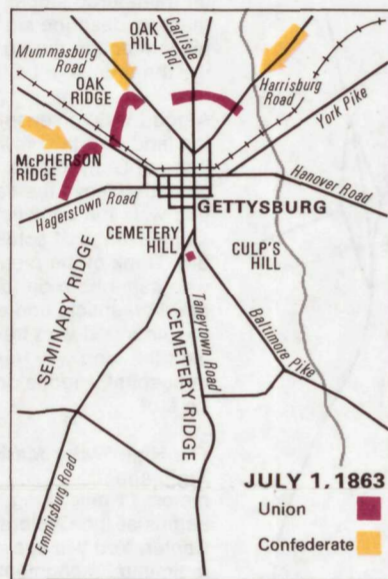 OAK
HILL
Carlisle
Rd.
Mummasburg
Road
OAK
RIDGE
Harrisburg
Road
York Pike
McPHERSON
RIDGE
Hanover Road
Hagerstown Road
GETTYSBURG
CEMETERY
HILL
CULP'S
HILL
SEMINARY RIDGE
CEMETERY RIDGE
Taneytown Road
Baltimore Pike
Emmitsburg Road
JULY 1, 1863
Union
Confederate